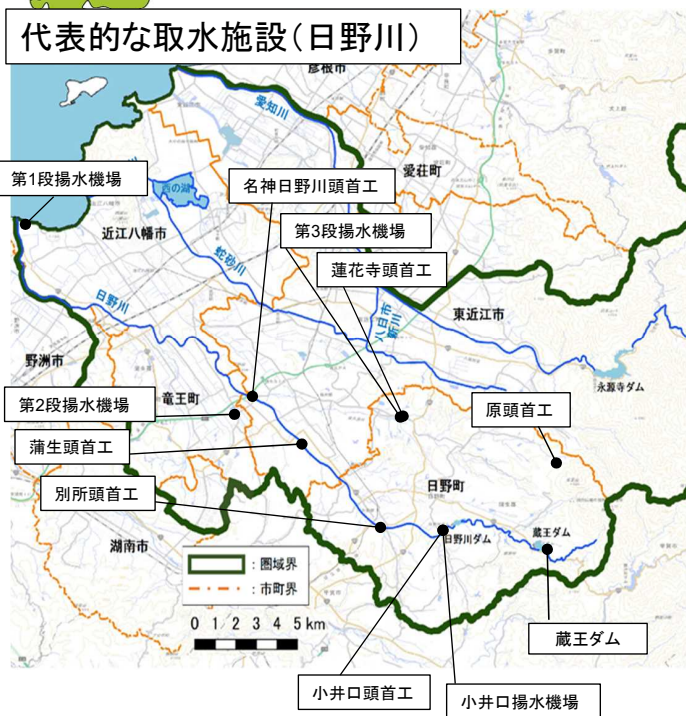 代表的な取水施設(日野川)
彦根市
愛知川
愛荘町
第1段揚水機場
西の湖
名神日野川頭首工
第3段揚水機場
近江八幡市
蓮花寺頭首工
蛇砂川
日野川
八日市
新川
東近江市
野洲市
永源寺ダム
竜王町
第2段揚水機場
原頭首工
蒲生頭首工
日野町
別所頭首工
日野川ダム
蔵王ダム
湖南市
:圏域界
:市町界
0 1 2 3 4 5 km
蔵王ダム
小井口頭首工
小井口揚水機場